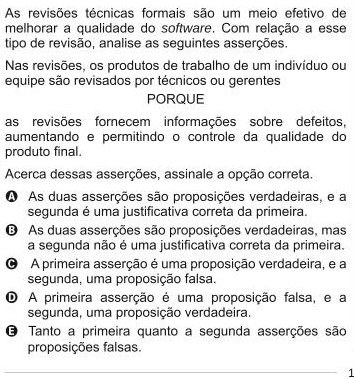 As revisões técnicas formais são um meio efetivo de
melhorar a qualidade do software. Com relação a esse
tipo de revisão, analise as seguintes asserções.
Nas revisões, os produtos de trabalho de um indivíduo ou
equipe são revisados por técnicos ou gerentes
PORQUE
as revisões fornecem informações sobre defeitos,
aumentando e permitindo o controle da qualidade do
produto final.
Acerca dessas asserções, assinale a opção correta.
A As duas asserções são proposições verdadeiras, e a
segunda é uma justificativa correta da primeira.
B As duas asserções são proposições verdadeiras, mas
a segunda não é uma justificativa correta da primeira.
C A primeira asserção é uma proposição verdadeira, e a
segunda, uma proposição falsa.
D A primeira asserção é uma proposição falsa, e a
segunda, uma proposição verdadeira.
E Tanto a primeira quanto a segunda asserções são
proposições falsas.
1